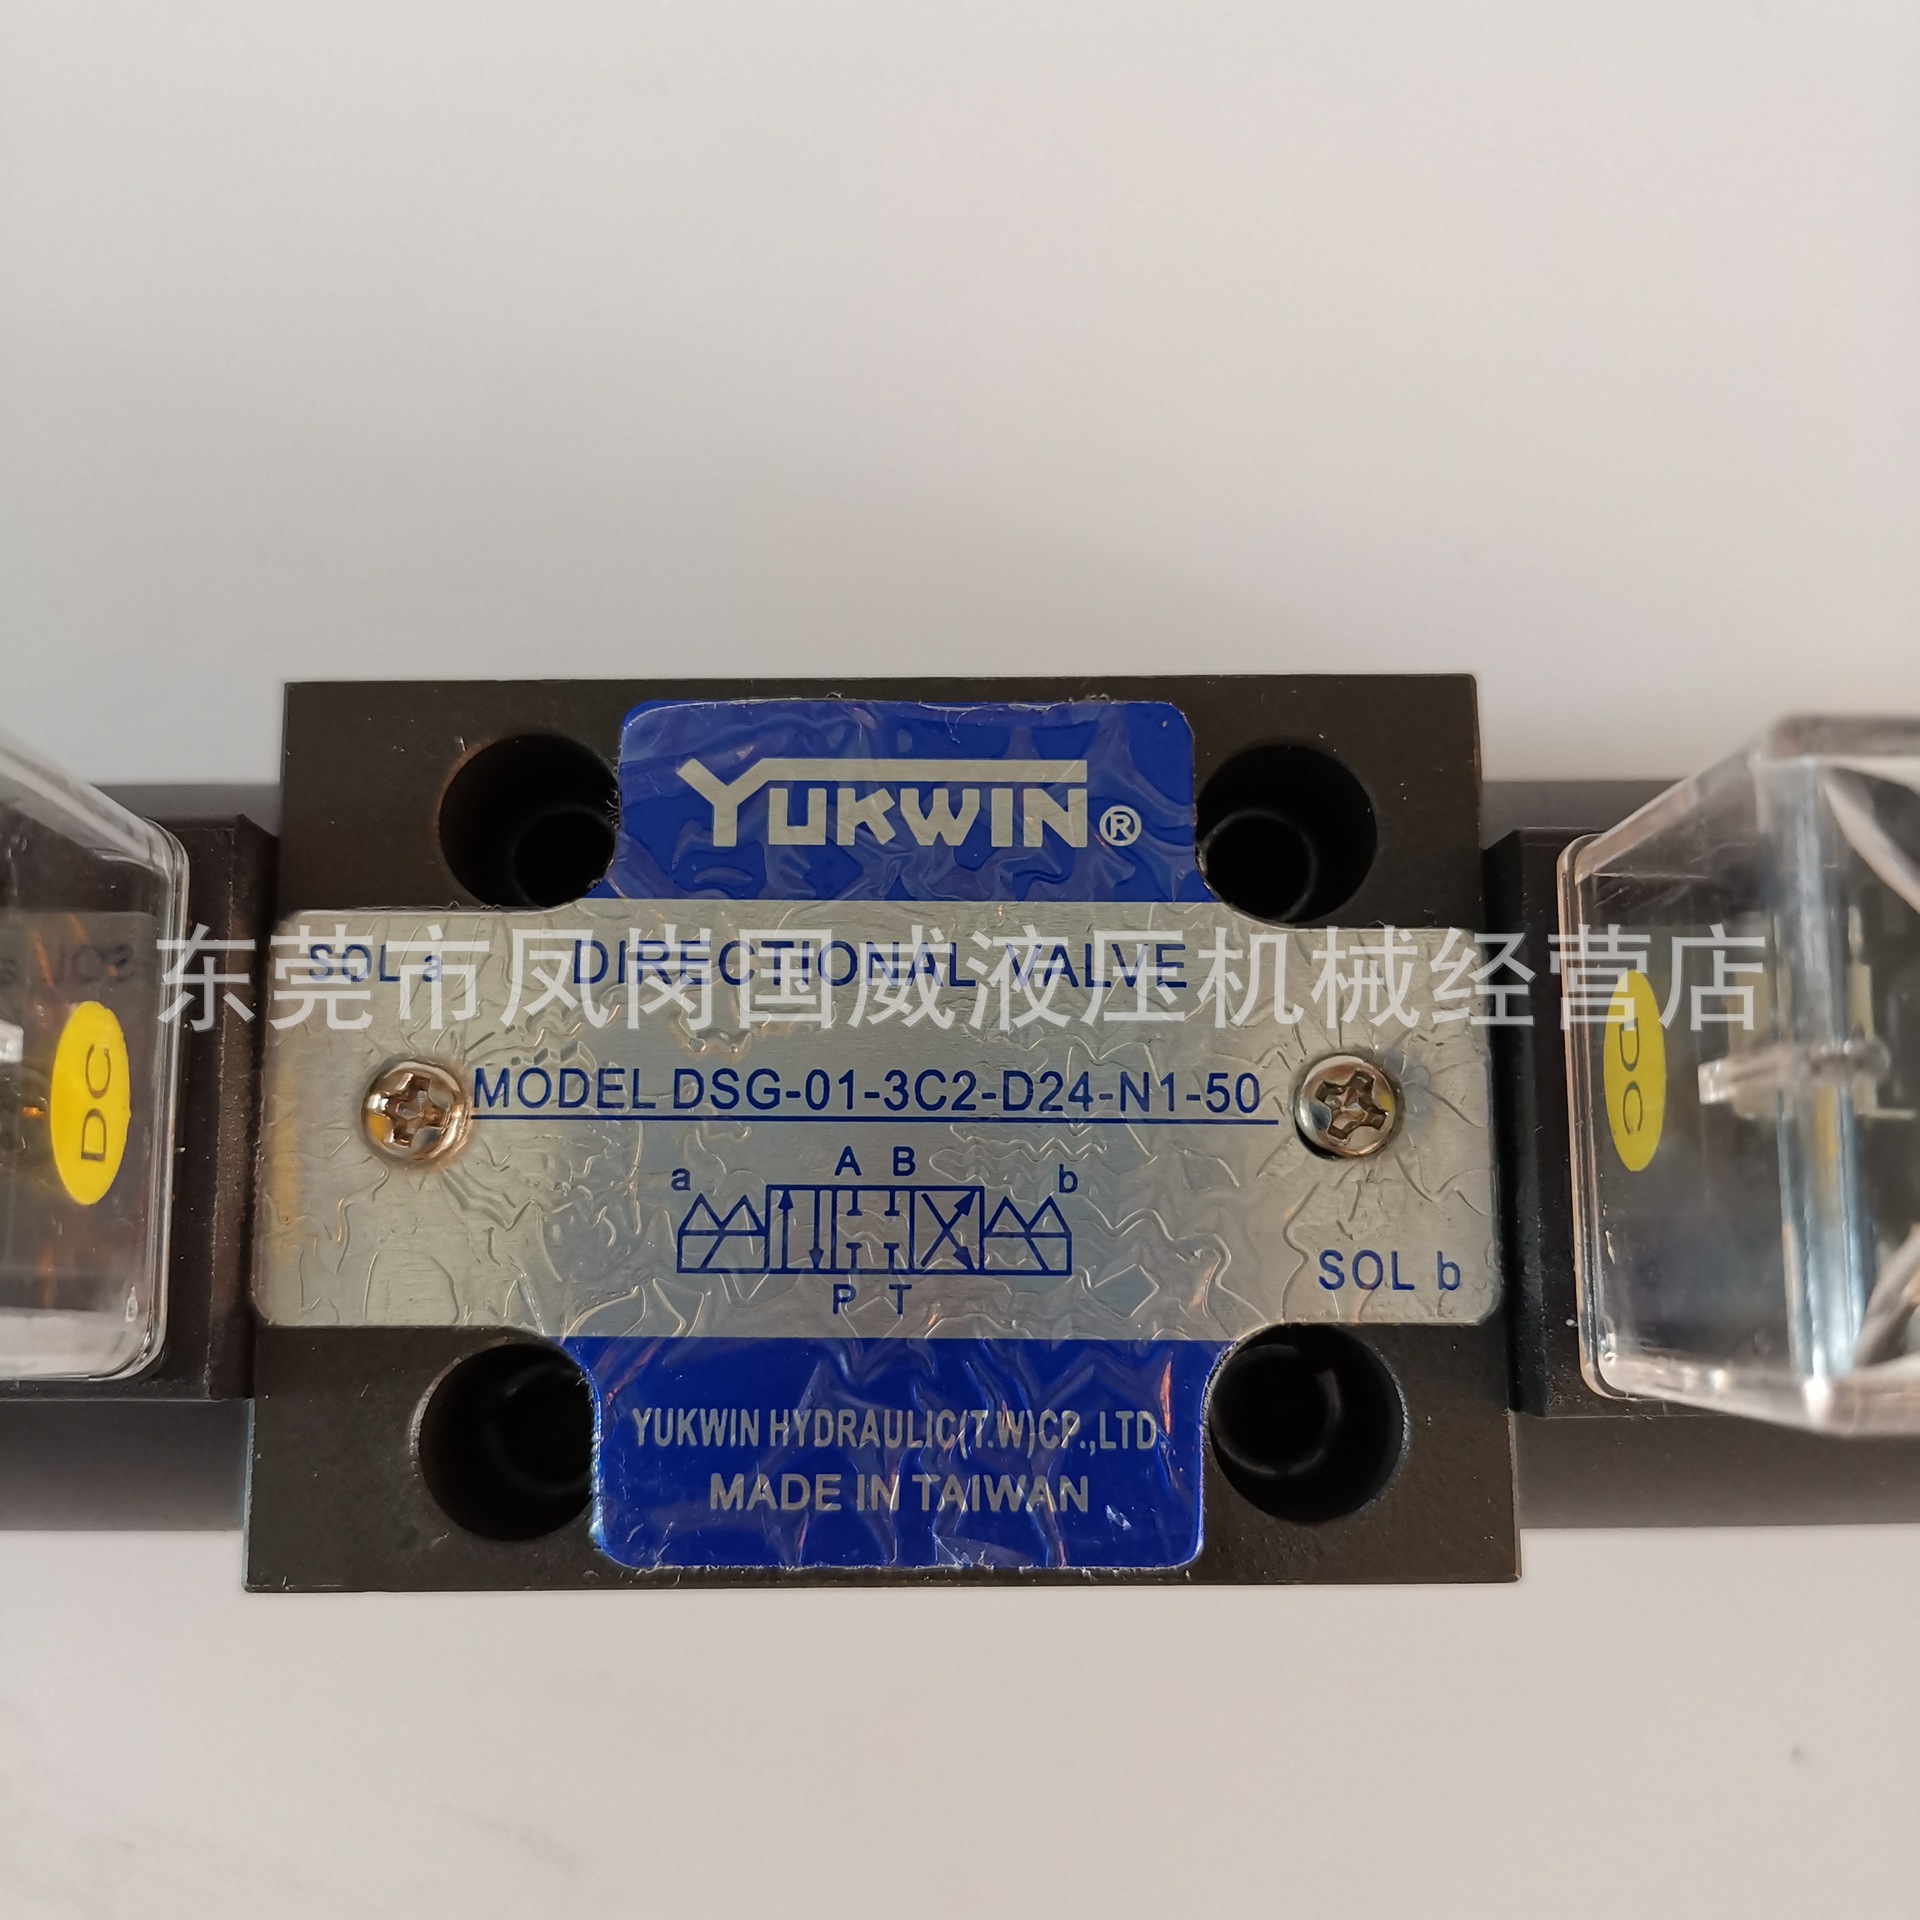 YUKWIN®
东莞市凤岗国威液压机械经营店
SOL a DIRECTIONAL VALVE
MODEL DSG-01-3C2-D24-N1-50
A B
a b
P T
SOL b
YUKWIN HYDRAULIC(T.W)CP.,LTD
MADE IN TAIWAN
DC
DC